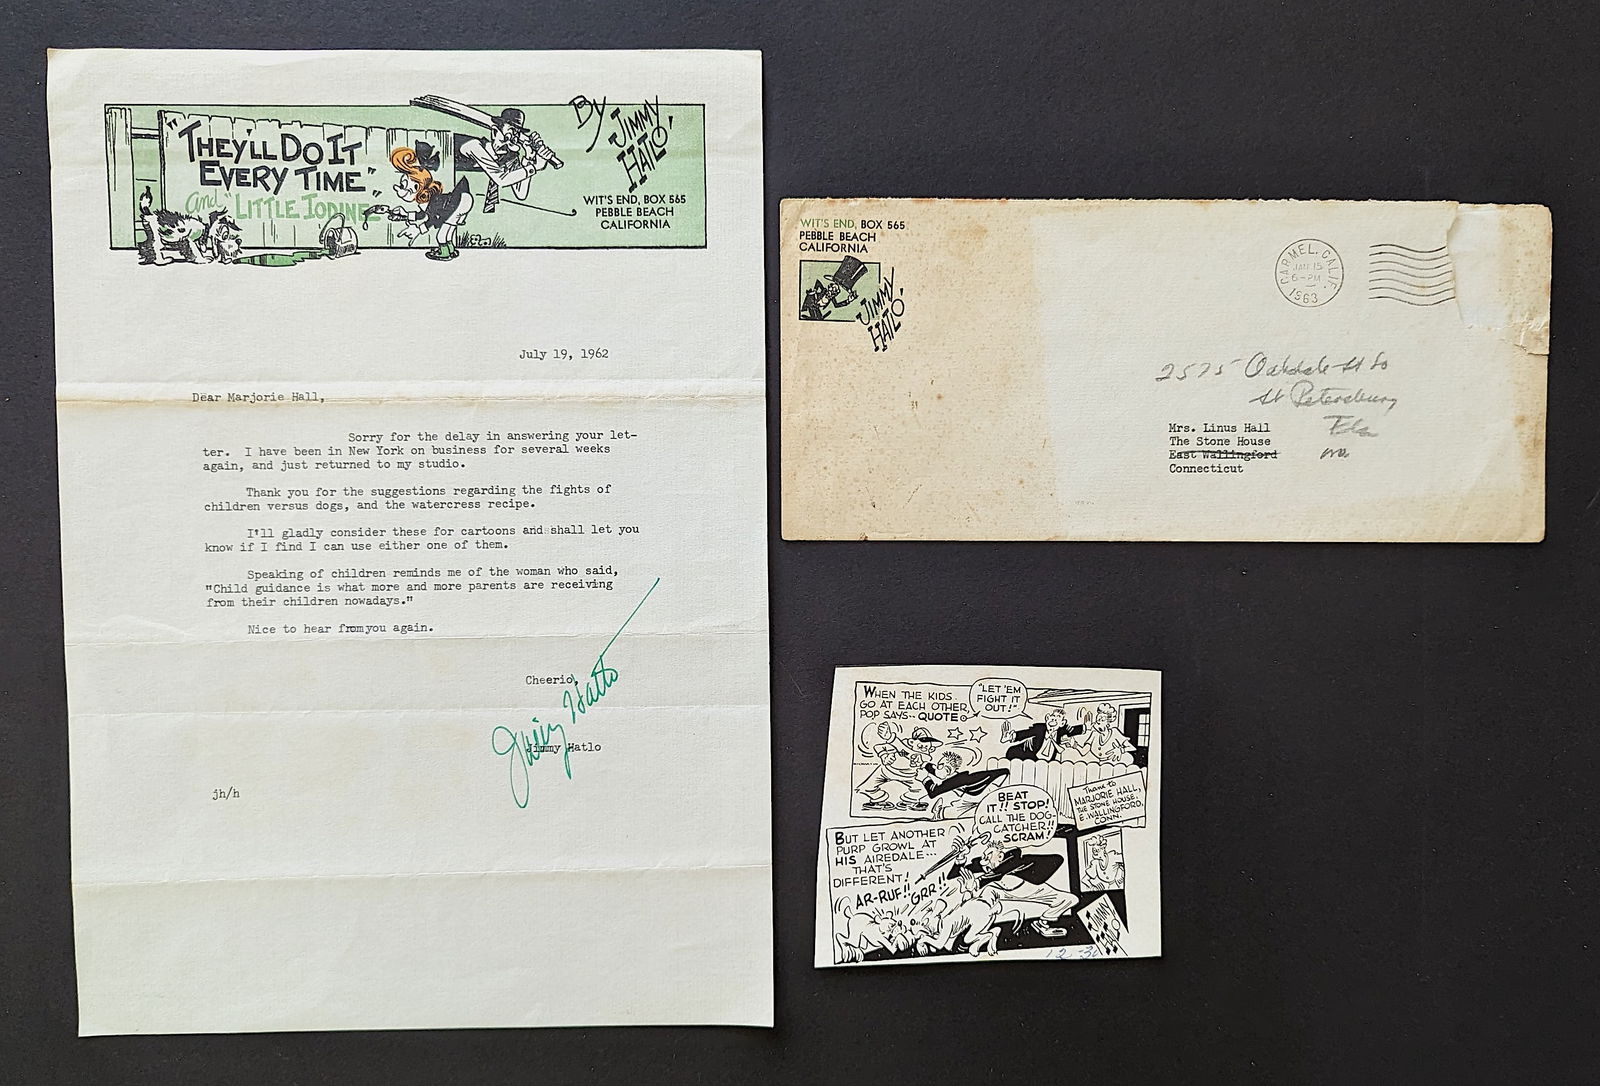 "THEY'LL DO IT
EVERY TIME"
and "LITTLE IODINE"
By
JIMMY
HATLO!
WIT'S END, BOX 565
PEBBLE BEACH
CALIFORNIA
July 19, 1962
Dear Marjorie Hall,
Sorry for the delay in answering your let-
ter. I have been in New York on business for several weeks
again, and just returned to my studio.
Thank you for the suggestions regarding the fights of
children versus dogs, and the watercress recipe.
I'll gladly consider these for cartoons and shall let you
know if I find I can use either one of them.
Speaking of children reminds me of the woman who said,
"Child guidance is what more and more parents are receiving
from their children nowadays."
Nice to hear from you again.
Cheerio,
Jimmy Hatlo
Jimmy Hatlo
jh/h
WIT'S END, BOX 565
PEBBLE BEACH
CALIFORNIA
JIMMY
HATLO!
CARMEL, CALIF.
JAN 15
6-PM
1963
2575 Oakdale St So
St Petersburg
Fla
Mrs. Linus Hall
The Stone House
East Wallingford
Connecticut
WHEN THE KIDS
GO AT EACH OTHER,
POP SAYS-- QUOTE
"LET 'EM
FIGHT IT
OUT!"
Thanx to
MARJORIE HALL,
THE STONE HOUSE,
E. WALLINGFORD,
CONN.
BEAT
IT!! STOP!
CALL THE DOG-
CATCHER!!
SCRAM!
BUT LET ANOTHER
PURP GROWL AT
HIS AIREDALE---
THAT'S
DIFFERENT!
AR-RUF!! GRR!!
JIMMY
HATLO